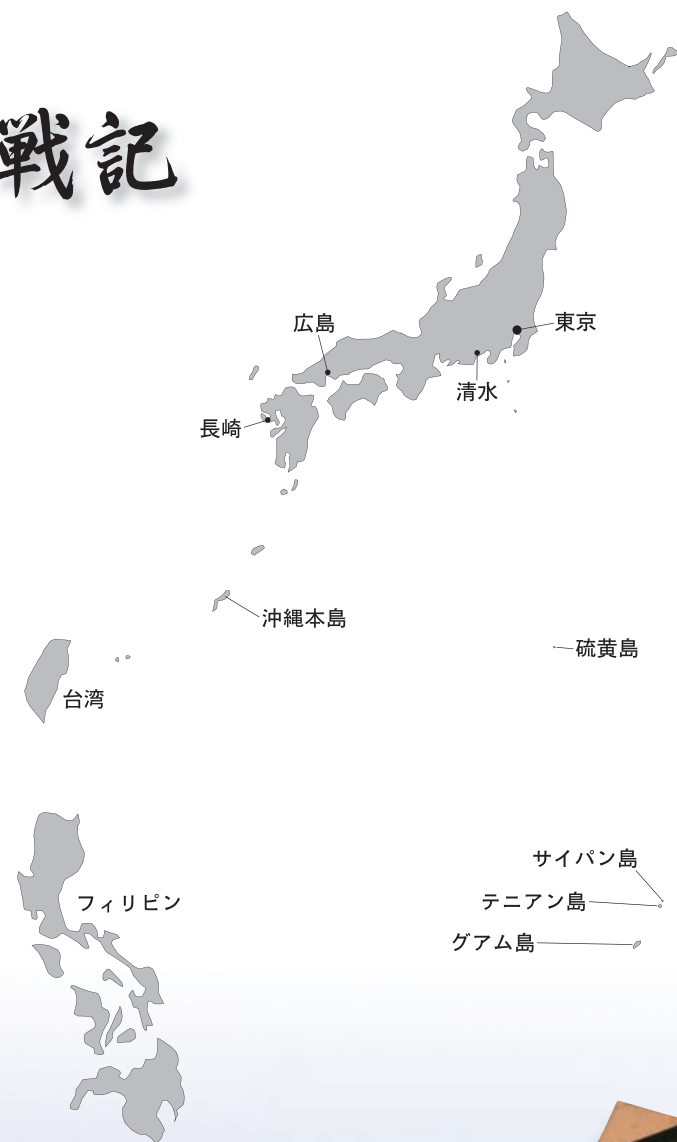 戦記
東京
広島
清水
長崎
沖縄本島
硫黄島
台湾
サイパン島
テニアン島
フィリピン
グアム島